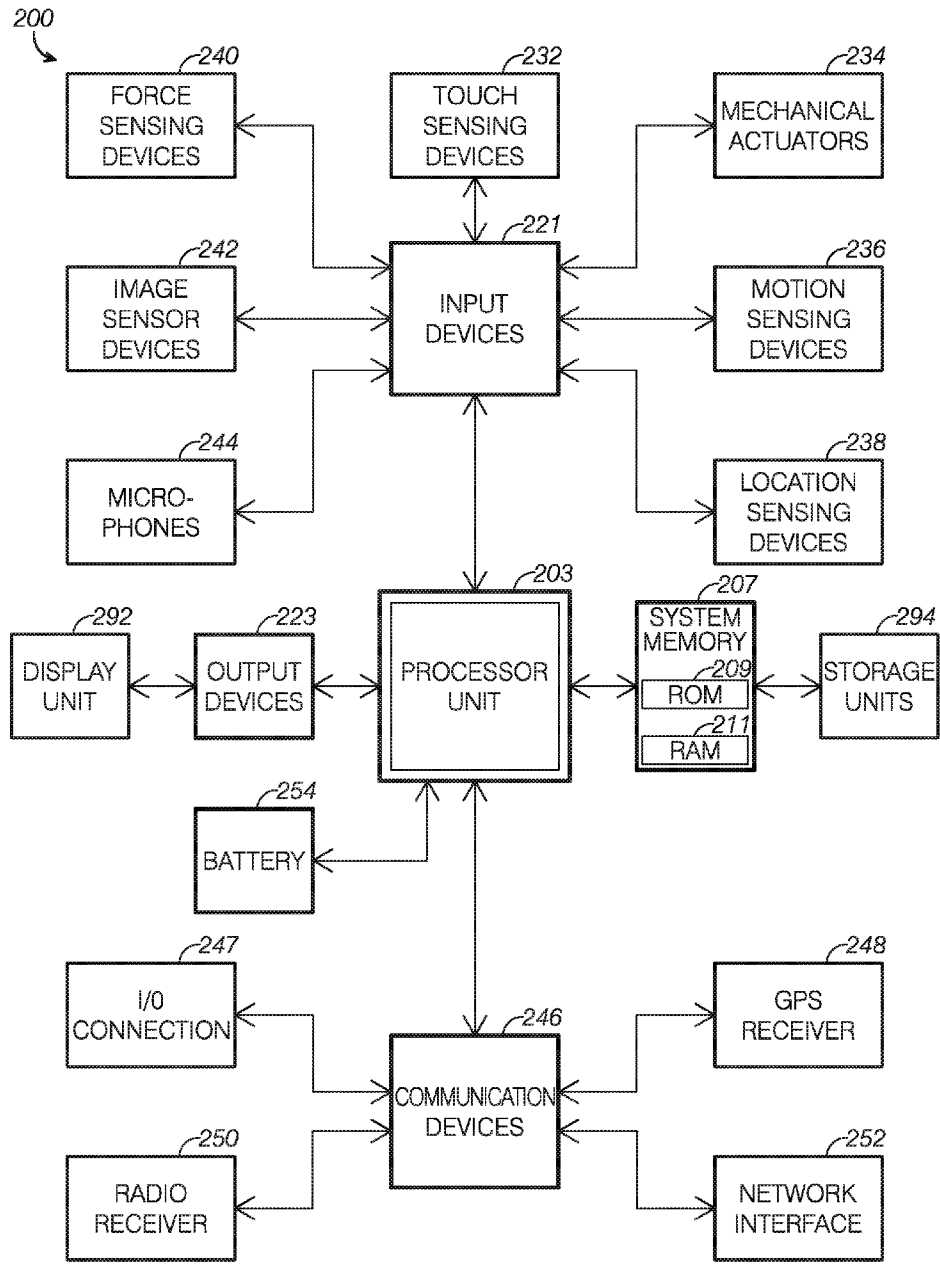 200
240
FORCE
SENSING
DEVICES
232
TOUCH
SENSING
DEVICES
234
MECHANICAL
ACTUATORS
242
IMAGE
SENSOR
DEVICES
221
INPUT
DEVICES
236
MOTION
SENSING
DEVICES
244
MICRO-
PHONES
238
LOCATION
SENSING
DEVICES
292
DISPLAY
UNIT
223
OUTPUT
DEVICES
203
PROCESSOR
UNIT
207
SYSTEM
MEMORY
209
ROM
211
RAM
294
STORAGE
UNITS
254
BATTERY
247
I/0
CONNECTION
246
COMMUNICATION
DEVICES
248
GPS
RECEIVER
250
RADIO
RECEIVER
252
NETWORK
INTERFACE